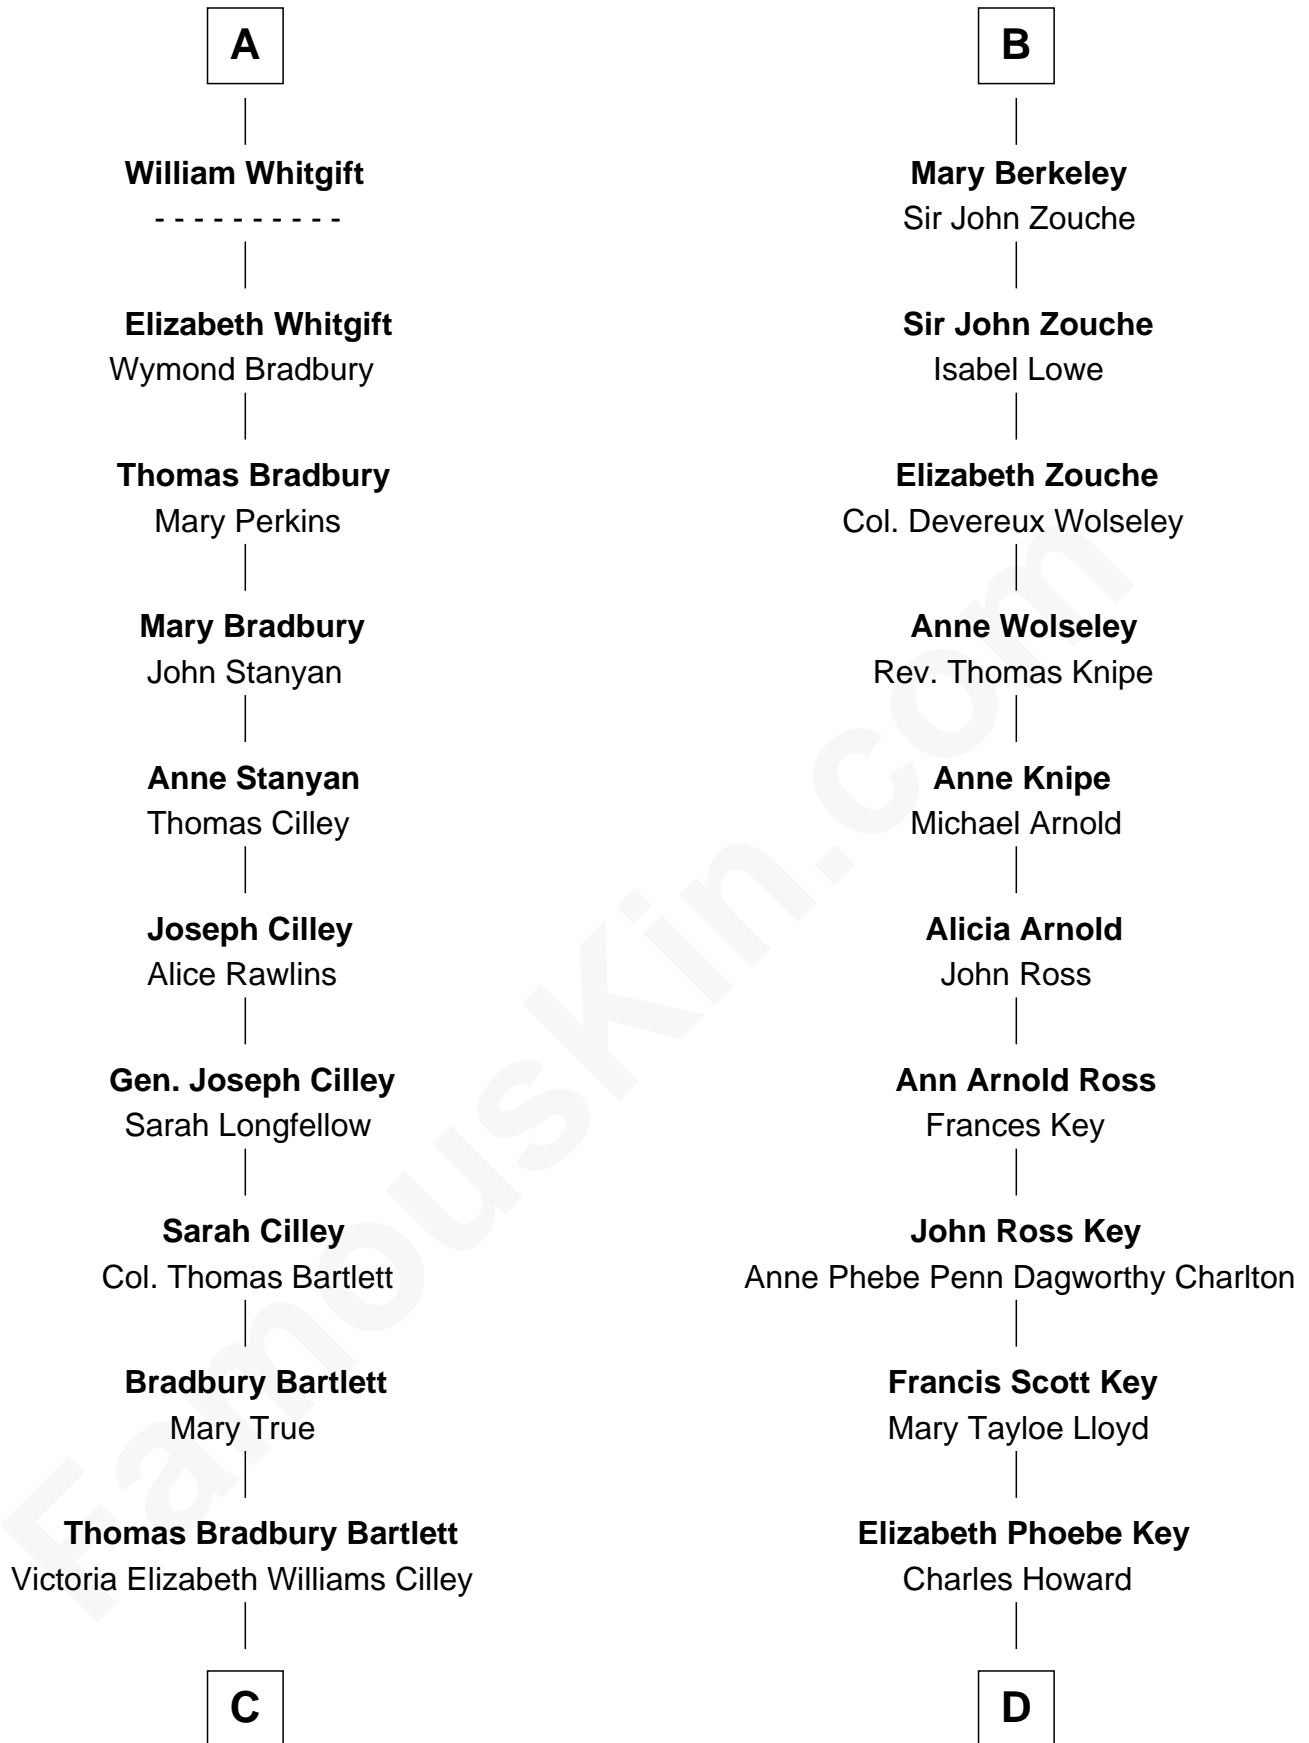 A
William Whitgift
- - - - - - - - - -
Elizabeth Whitgift
Wymond Bradbury
Thomas Bradbury
Mary Perkins
Mary Bradbury
John Stanyan
Anne Stanyan
Thomas Cilley
Joseph Cilley
Alice Rawlins
Gen. Joseph Cilley
Sarah Longfellow
Sarah Cilley
Col. Thomas Bartlett
Bradbury Bartlett
Mary True
Thomas Bradbury Bartlett
Victoria Elizabeth Williams Cilley
C
B
Mary Berkeley
Sir John Zouche
Sir John Zouche
Isabel Lowe
Elizabeth Zouche
Col. Devereux Wolseley
Anne Wolseley
Rev. Thomas Knipe
Anne Knipe
Michael Arnold
Alicia Arnold
John Ross
Ann Arnold Ross
Frances Key
John Ross Key
Anne Phebe Penn Dagworthy Charlton
Francis Scott Key
Mary Tayloe Lloyd
Elizabeth Phoebe Key
Charles Howard
D
FamousKin.com